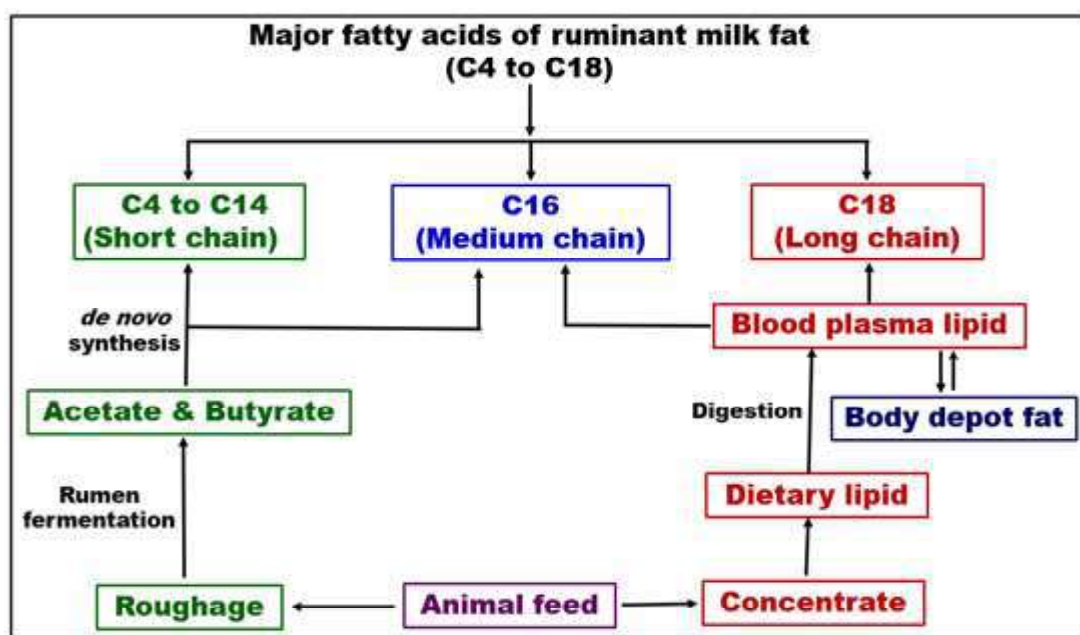 Major fatty acids of ruminant milk fat
(C4 to C18)
C4 to C14
(Short chain)
C16
(Medium chain)
C18
(Long chain)
de novo
synthesis
Blood plasma lipid
Acetate & Butyrate
Digestion
Body depot fat
Rumen
fermentation
Dietary lipid
Roughage
Animal feed
Concentrate